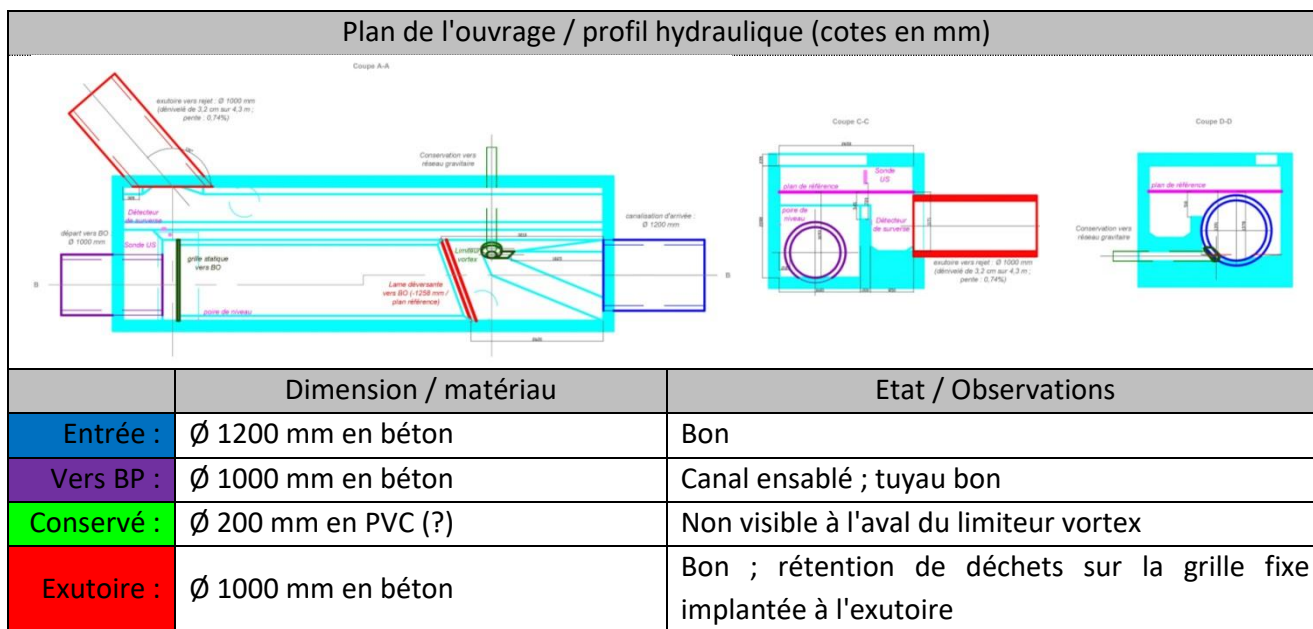 Plan de l'ouvrage / profil hydraulique (cotes en mm)
Coupe A-A
exutoire vers rejet : Ø 1000 mm
(dénivelé de 3,2 cm sur 4,3 m ;
pente : 0,74%)
Conservation vers
réseau gravitaire
Détecteur
de surverse
départ vers BO
Ø 1000 mm
Sonde US
grille statique
vers BO
Limiteur
vortex
canalisation d'arrivée :
Ø 1200 mm
B
B
Lame déversante
vers BO (-1258 mm /
plan référence)
poire de niveau
Coupe C-C
Sonde
US
plan de référence
poire de
niveau
Détecteur
de surverse
exutoire vers rejet : Ø 1000 mm
(dénivelé de 3,2 cm sur 4,3 m ;
pente : 0,74%)
Coupe D-D
plan de référence
Conservation vers
réseau gravitaire
Dimension / matériau Etat / Observations
Entrée : Ø 1200 mm en béton Bon
Vers BP : Ø 1000 mm en béton Canal ensablé ; tuyau bon
Conservé : Ø 200 mm en PVC (?) Non visible à l'aval du limiteur vortex
Exutoire : Ø 1000 mm en béton Bon ; rétention de déchets sur la grille fixe
implantée à l'exutoire